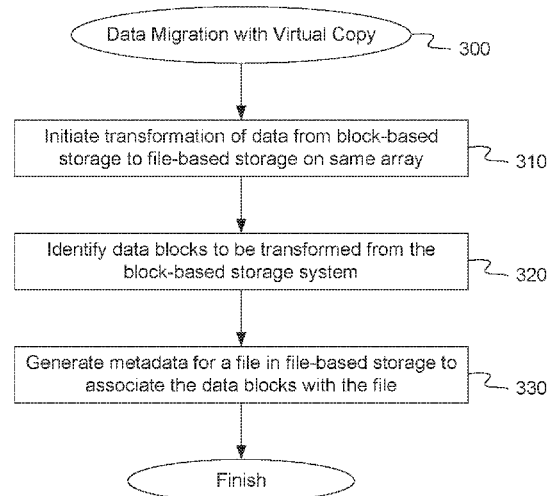 Data Migration with Virtual Copy
300
Initiate transformation of data from block-based
storage to file-based storage on same array
310
Identify data blocks to be transformed from the
block-based storage system
320
Generate metadata for a file in file-based storage to
associate the data blocks with the file
330
Finish